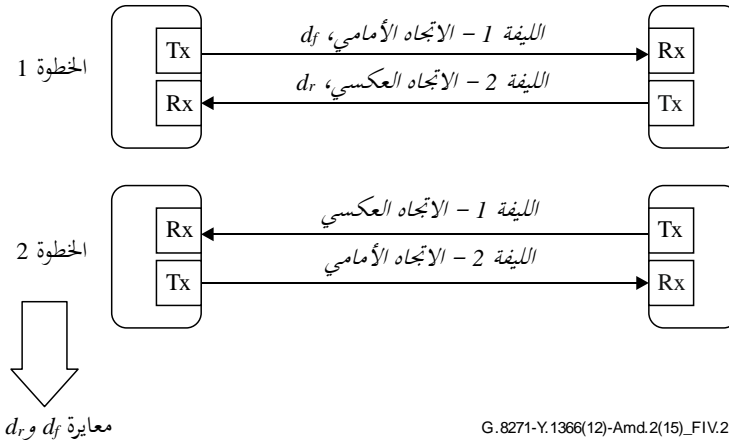 الليفة 1 – الاتجاه الأمامي، df
Tx
Rx
الخطوة 1
الليفة 2 – الاتجاه العكسي، dr
Rx
Tx
الليفة 1 – الاتجاه العكسي
Rx
Tx
الخطوة 2
الليفة 2 – الاتجاه الأمامي
Tx
Rx
معايرة df وdr
G.8271-Y.1366(12)-Amd.2(15)_FIV.2